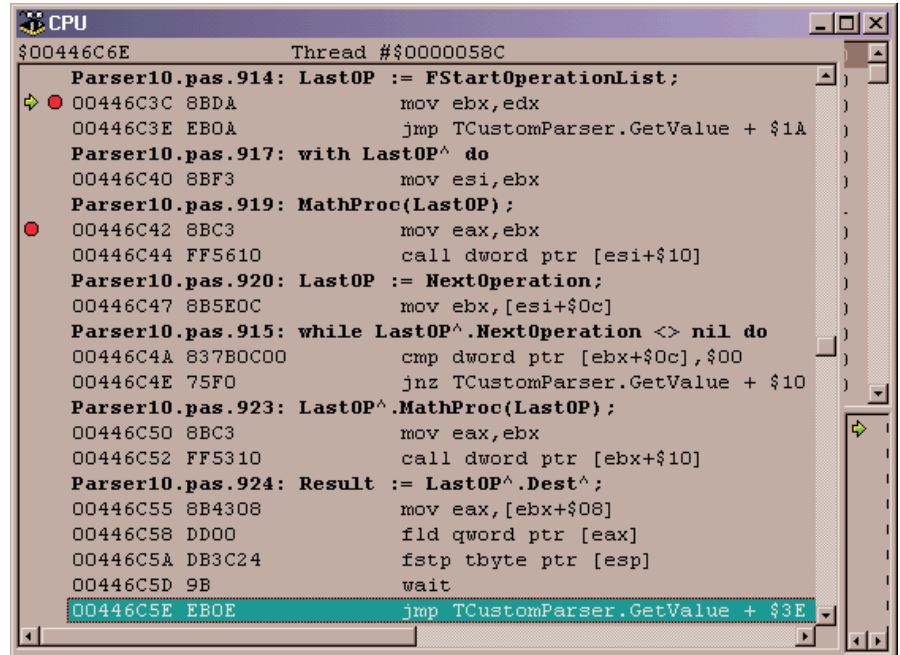 CPU
$00446C6E Thread #$0000058C
Parser10.pas.914: LastOP := FStartOperationList;
00446C3C 8BDA mov ebx,edx
00446C3E EB0A jmp TCustomParser.GetValue + $1A
Parser10.pas.917: with LastOP^ do
00446C40 8BF3 mov esi,ebx
Parser10.pas.919: MathProc(LastOP);
00446C42 8BC3 mov eax,ebx
00446C44 FF5610 call dword ptr [esi+$10]
Parser10.pas.920: LastOP := NextOperation;
00446C47 8B5E0C mov ebx,[esi+$0c]
Parser10.pas.915: while LastOP^.NextOperation <> nil do
00446C4A 837B0C00 cmp dword ptr [ebx+$0c],$00
00446C4E 75F0 jnz TCustomParser.GetValue + $10
Parser10.pas.923: LastOP^.MathProc(LastOP);
00446C50 8BC3 mov eax,ebx
00446C52 FF5310 call dword ptr [ebx+$10]
Parser10.pas.924: Result := LastOP^.Dest^;
00446C55 8B4308 mov eax,[ebx+$08]
00446C58 DD00 fld qword ptr [eax]
00446C5A DB3C24 fstp tbyte ptr [esp]
00446C5D 9B wait
00446C5E EB0E jmp TCustomParser.GetValue + $3E